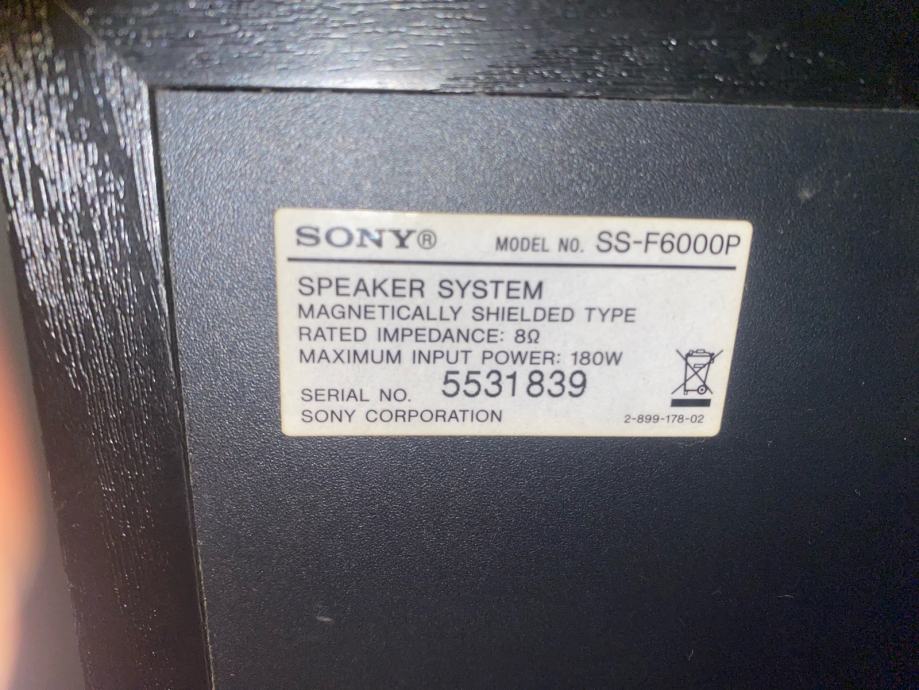 SONY® MODEL NO. SS-F6000P
SPEAKER SYSTEM
MAGNETICALLY SHIELDED TYPE
RATED IMPEDANCE: 8Ω
MAXIMUM INPUT POWER: 180W
SERIAL NO. 5531839
SONY CORPORATION 2-899-178-02